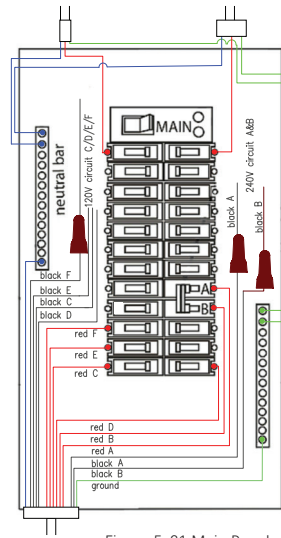 MAIN
neutral bar
120V circuit C/D/E/F
240V circuit A&B
black A
black B
A
B
black F
black E
black C
black D
red F
red E
red C
red D
red B
red A
black A
black B
ground